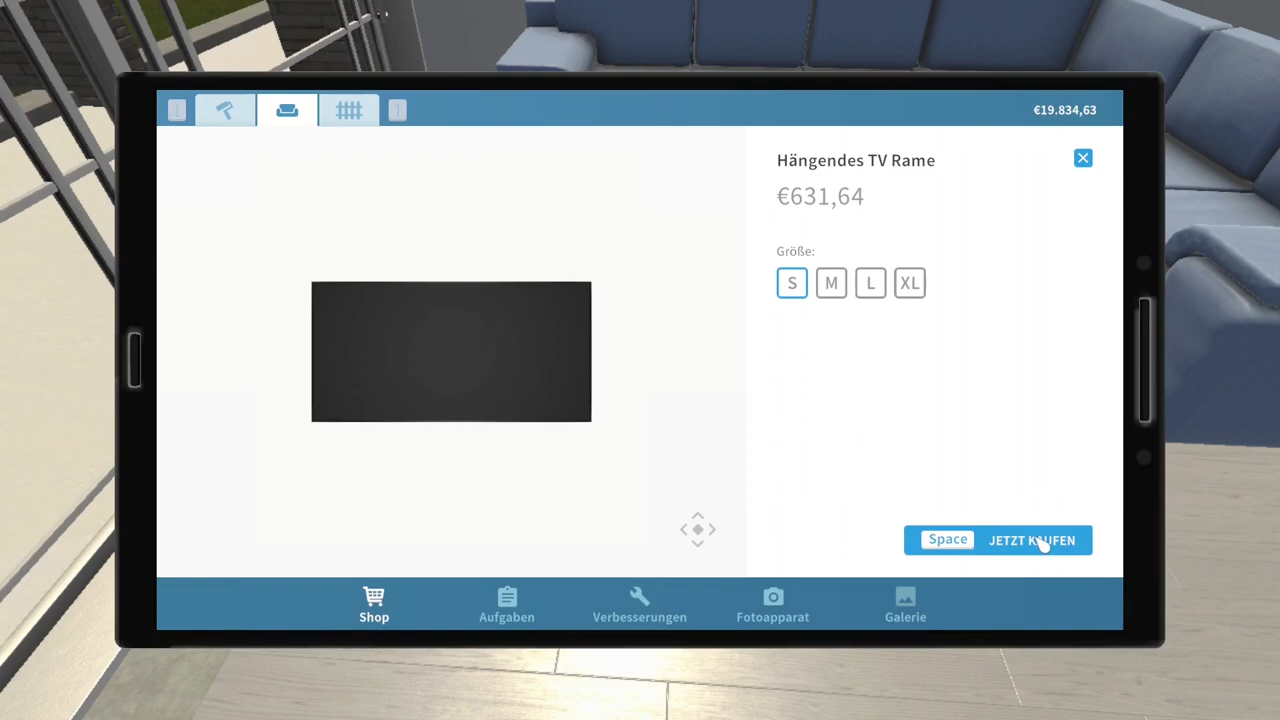 €19.834,63
Hängendes TV Rame
€631,64
Größe:
S M L XL
Space JETZT KAUFEN
Shop Aufgaben Verbesserungen Fotoapparat Galerie